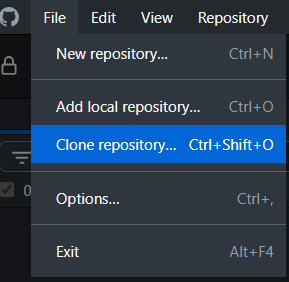 File Edit View Repository
New repository... Ctrl+N
Add local repository... Ctrl+O
Clone repository... Ctrl+Shift+O
0
Options... Ctrl+,
Exit Alt+F4